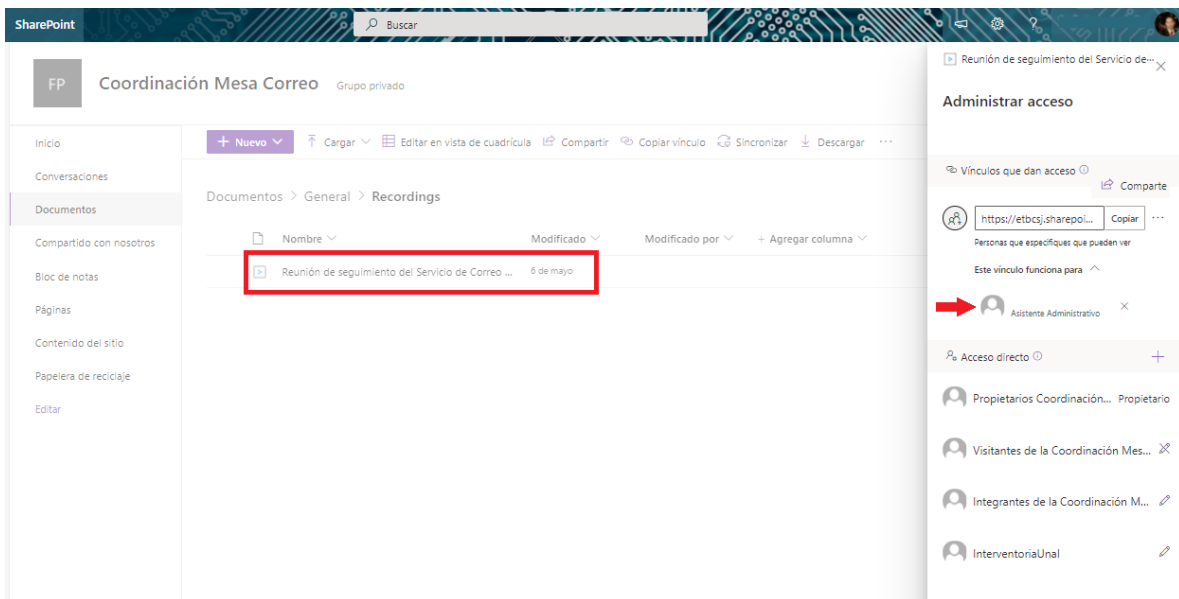 SharePoint
Buscar
FP
Coordinación Mesa Correo Grupo privado
Inicio
Conversaciones
Documentos
Compartido con nosotros
Bloc de notas
Páginas
Contenido del sitio
Papelera de reciclaje
Editar
+ Nuevo Cargar Editar en vista de cuadrícula Compartir Copiar vínculo Sincronizar Descargar ...
Documentos > General > Recordings
Nombre Modificado Modificado por + Agregar columna
Reunión de seguimiento del Servicio de Correo ... 6 de mayo
Reunión de seguimiento del Servicio de...
Administrar acceso
Vínculos que dan acceso
Comparte
https://etbcsj.sharepoi... Copiar ...
Personas que especifiques que pueden ver
Este vínculo funciona para
Asistente Administrativo
Acceso directo
Propietarios Coordinación... Propietario
Visitantes de la Coordinación Mes...
Integrantes de la Coordinación M...
InterventoriaUnal